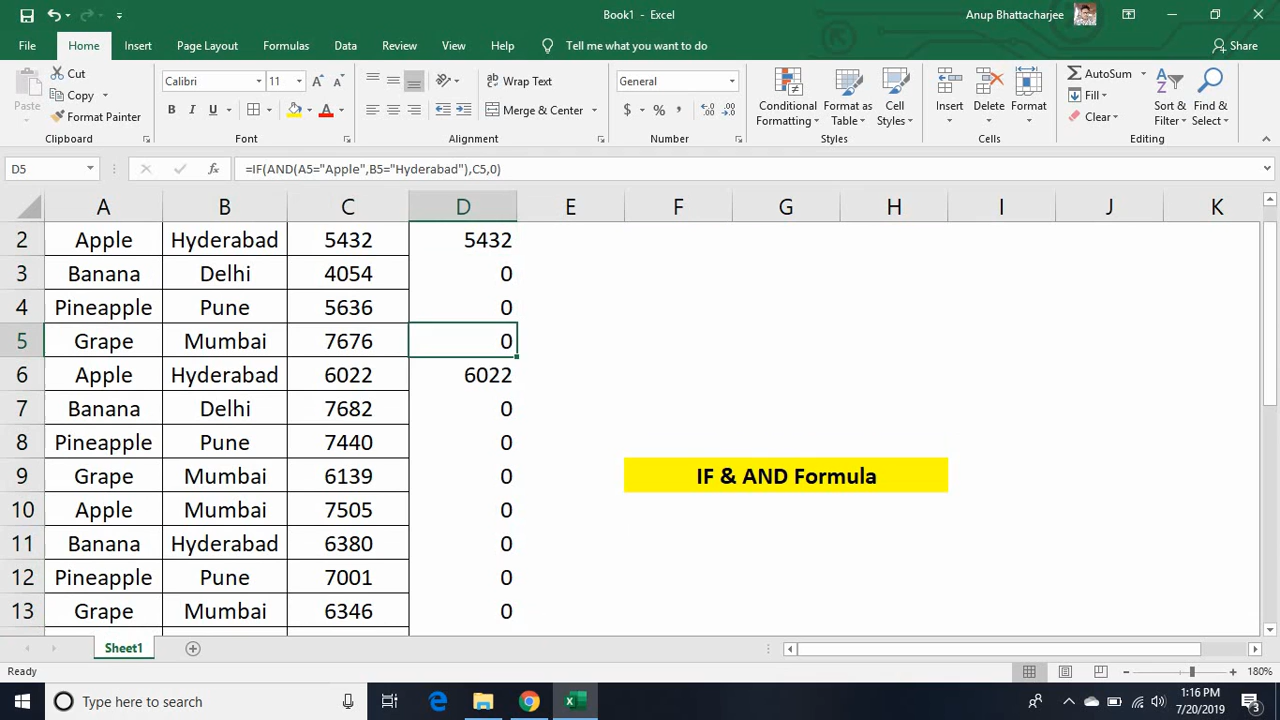 Book1 - Excel
Anup Bhattacharjee
File Home Insert Page Layout Formulas Data Review View Help Tell me what you want to do Share
Paste Cut Copy Format Painter
Calibri 11 A A B I U A
ab Wrap Text Merge & Center
General $ % , .00 .0
Conditional Formatting Format as Table Cell Styles
Insert Delete Format
AutoSum Fill Clear Sort & Filter Find & Select
Clipboard Font Alignment Number Styles Cells Editing
D5 fx =IF(AND(A5="Apple",B5="Hyderabad"),C5,0)
A B C D E F G H I J K
2 Apple Hyderabad 5432 5432
3 Banana Delhi 4054 0
4 Pineapple Pune 5636 0
5 Grape Mumbai 7676 0
6 Apple Hyderabad 6022 6022
7 Banana Delhi 7682 0
8 Pineapple Pune 7440 0
9 Grape Mumbai 6139 0 IF & AND Formula
10 Apple Mumbai 7505 0
11 Banana Hyderabad 6380 0
12 Pineapple Pune 7001 0
13 Grape Mumbai 6346 0
Sheet1
Ready 180%
Type here to search
1:16 PM
7/20/2019
3